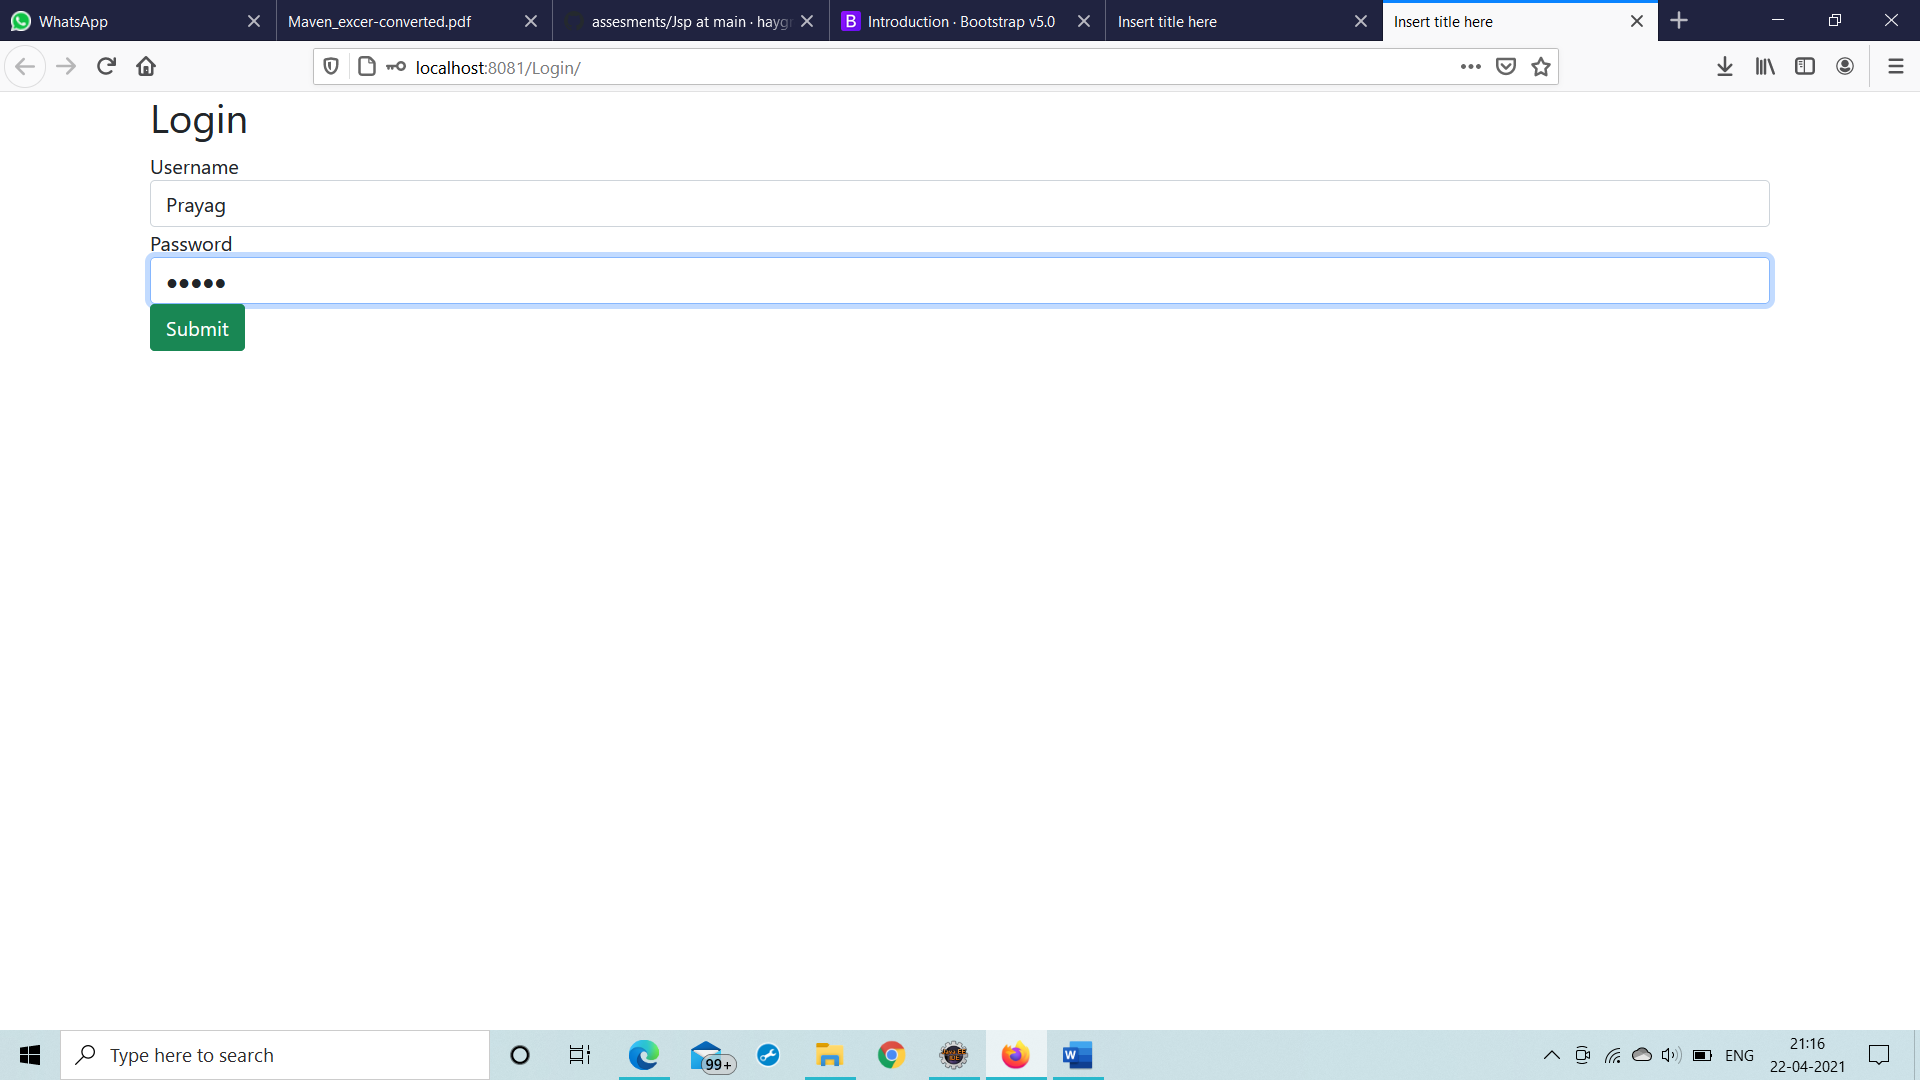 WhatsApp
Maven_excer-converted.pdf
assesments/Jsp at main · haygr
B Introduction · Bootstrap v5.0
Insert title here
Insert title here
localhost:8081/Login/
Login
Username
Prayag
Password
Submit
Type here to search
99+
W
ENG
21:16
22-04-2021